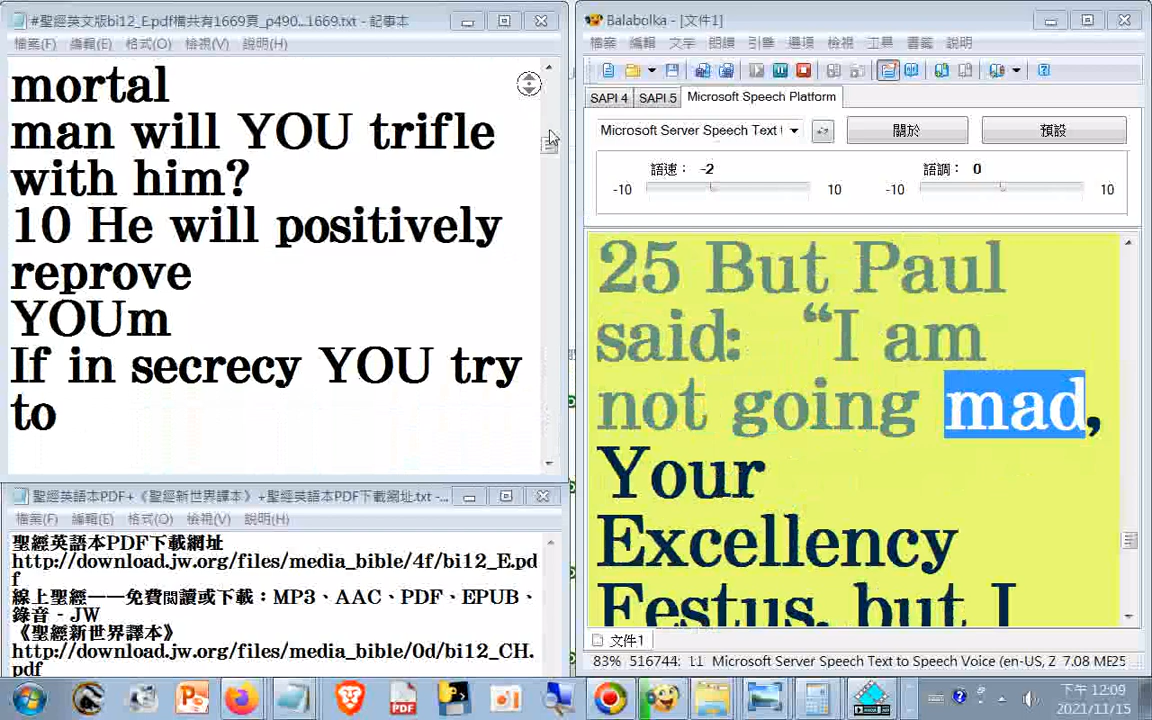 #聖經英文版bi12_E.pdf橫共有1669頁_p490...1669.txt - 記事本
檔案(F) 編輯(E) 格式(O) 檢視(V) 說明(H)
mortal
man will YOU trifle
with him?
10 He will positively
reprove
YOUm
If in secrecy YOU try
to
聖經英語本PDF+《聖經新世界譯本》+聖經英語本PDF下載網址.txt -...
檔案(F) 編輯(E) 格式(O) 檢視(V) 說明(H)
聖經英語本PDF下載網址
http://download.jw.org/files/media_bible/4f/bi12_E.pd
f
線上聖經——免費閱讀或下載：MP3、AAC、PDF、EPUB、
錄音 - JW
《聖經新世界譯本》
http://download.jw.org/files/media_bible/0d/bi12_CH.
pdf
Balabolka - [文件1]
檔案 編輯 文字 閱讀 引擎 選項 檢視 工具 書籤 說明
SAPI 4 SAPI 5 Microsoft Speech Platform
Microsoft Server Speech Text
關於 預設
語速： -2 語調： 0
-10 10 -10 10
25 But Paul
said: “I am
not going mad,
Your
Excellency
Festus, but I
文件1
83% 516744: 1:1 Microsoft Server Speech Text to Speech Voice (en-US, Z 7.08 ME25
PDF
下午 12:09
2021/11/15